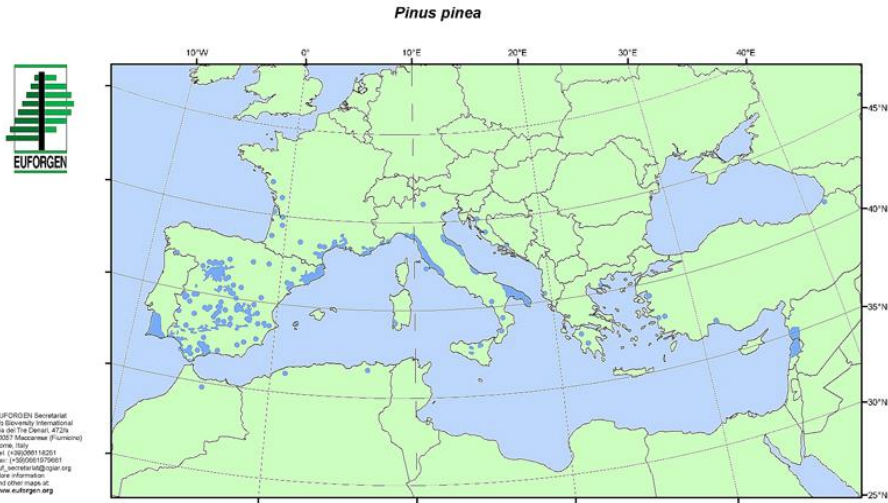 Pinus pinea
10°W 0° 10°E 20°E 30°E 40°E
45°N
EUFORGEN
40°N
35°N
30°N
EUFORGEN Secretariat
c/o Bioversity International
Via dei Tre Denari, 472/a
00057 Maccarese (Fiumicino)
Rome, Italy
Tel. (+39)066118251
Fax: (+39)0661979661
euf_secretariat@cgiar.org
More information
and other maps at:
www.euforgen.org
25°N